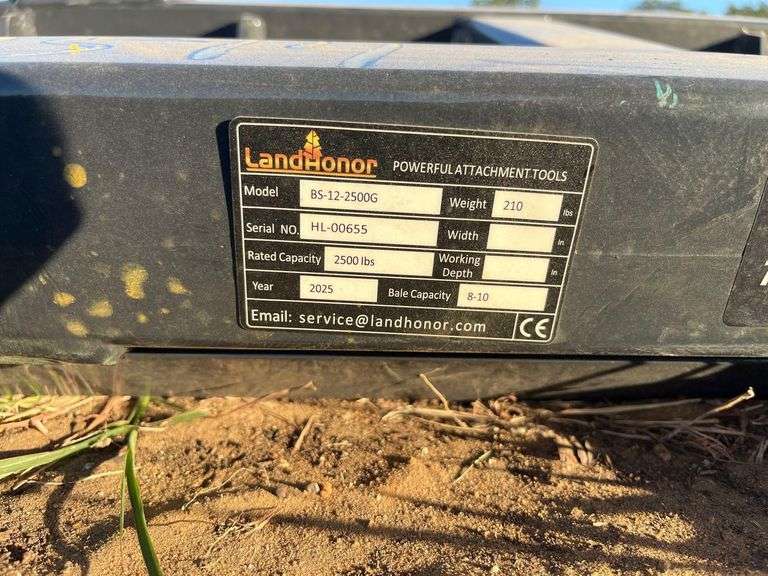 LANDHONOR POWERFUL ATTACHMENT TOOLS
Model BS-12-2500G Weight 210 lbs
Serial NO. HL-00655 Width in
Rated Capacity 2500 lbs Working Depth in
Year 2025 Bale Capacity 8-10
Email: service@landhonor.com CE